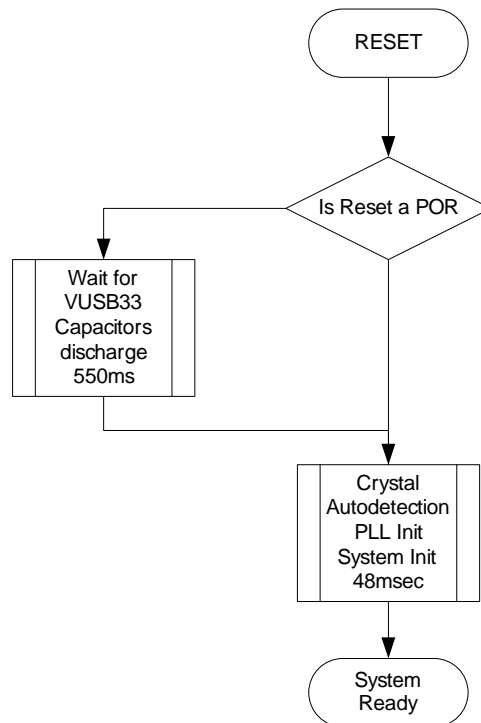 RESET
Is Reset a POR
Wait for
VUSB33
Capacitors
discharge
550ms
Crystal
Autodetection
PLL Init
System Init
48msec
System
Ready